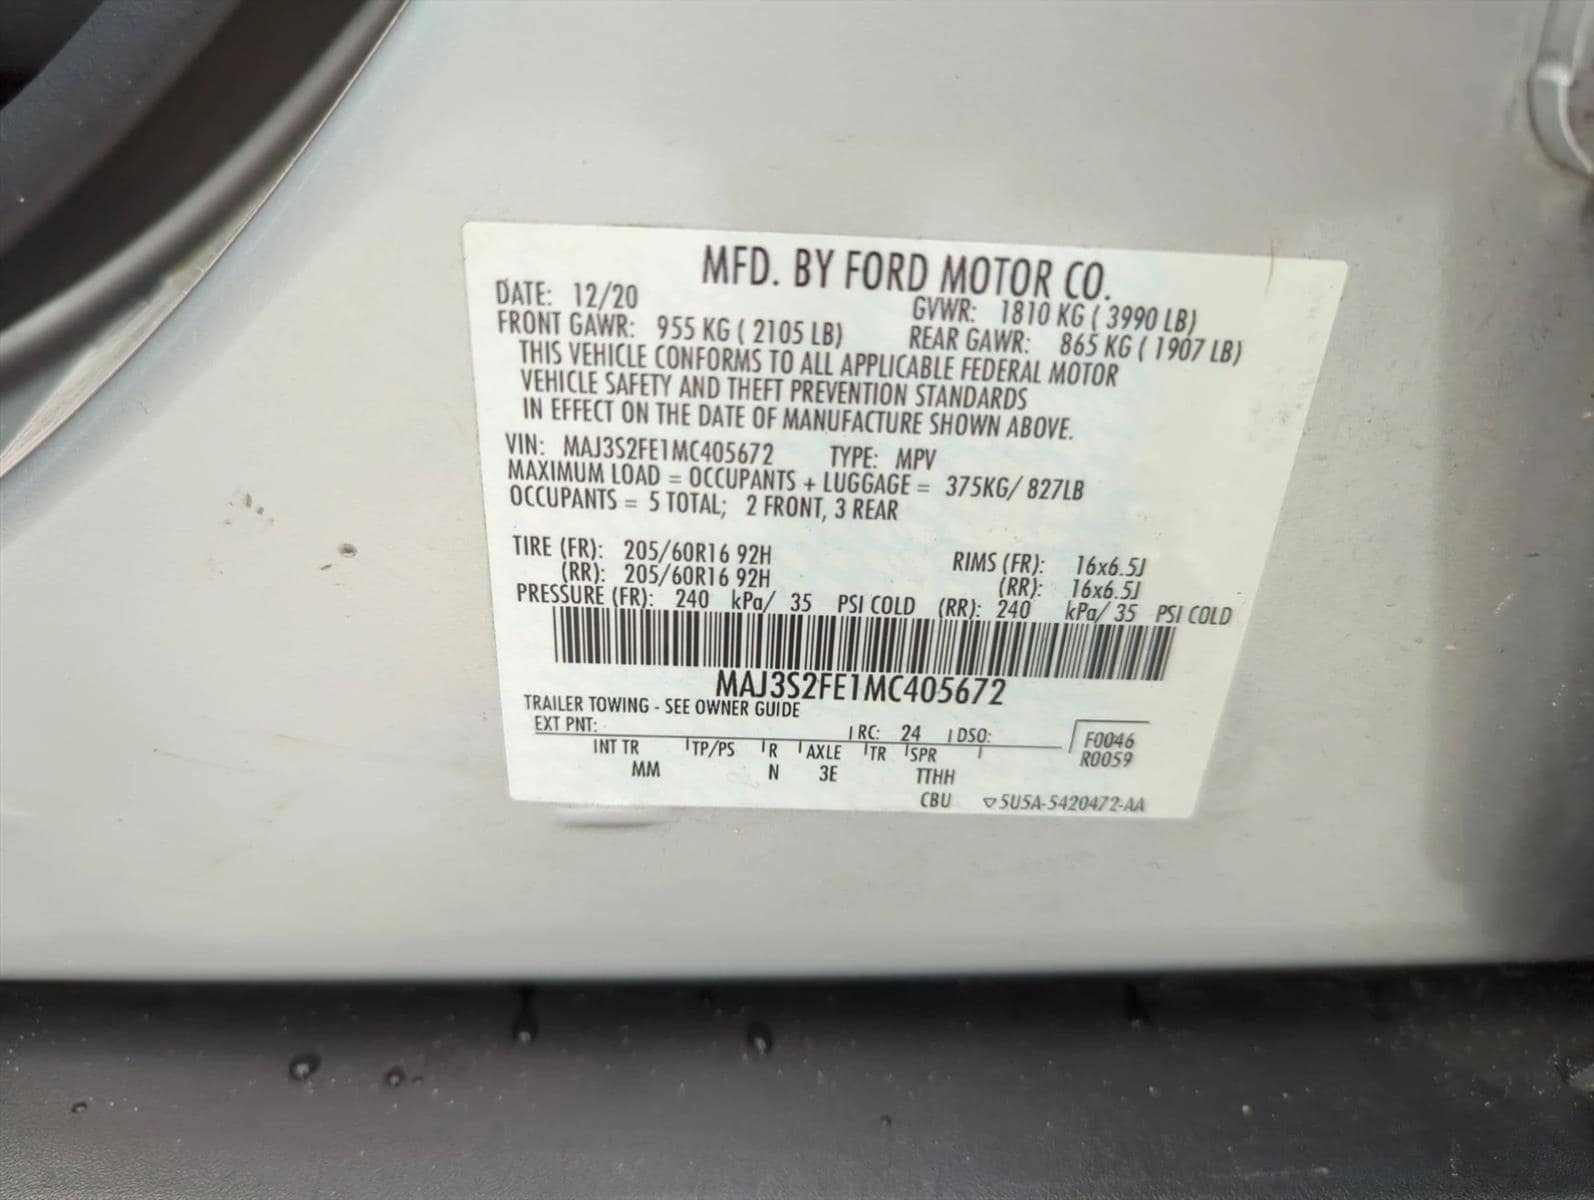 MFD. BY FORD MOTOR CO.
DATE: 12/20 GVWR: 1810 KG ( 3990 LB)
FRONT GAWR: 955 KG ( 2105 LB) REAR GAWR: 865 KG ( 1907 LB)
THIS VEHICLE CONFORMS TO ALL APPLICABLE FEDERAL MOTOR
VEHICLE SAFETY AND THEFT PREVENTION STANDARDS
IN EFFECT ON THE DATE OF MANUFACTURE SHOWN ABOVE.
VIN: MAJ3S2FE1MC405672 TYPE: MPV
MAXIMUM LOAD = OCCUPANTS + LUGGAGE = 375KG/ 827LB
OCCUPANTS = 5 TOTAL; 2 FRONT, 3 REAR
TIRE (FR): 205/60R16 92H RIMS (FR): 16x6.5J
(RR): 205/60R16 92H (RR): 16x6.5J
PRESSURE (FR): 240 kPa/ 35 PSI COLD (RR): 240 kPa/ 35 PSI COLD
MAJ3S2FE1MC405672
TRAILER TOWING - SEE OWNER GUIDE
EXT PNT: RC: 24 DSO: F0046
INT TR TP/PS R AXLE TR SPR R0059
MM N 3E TTHH
CBU ▽5U5A-5420472-AA